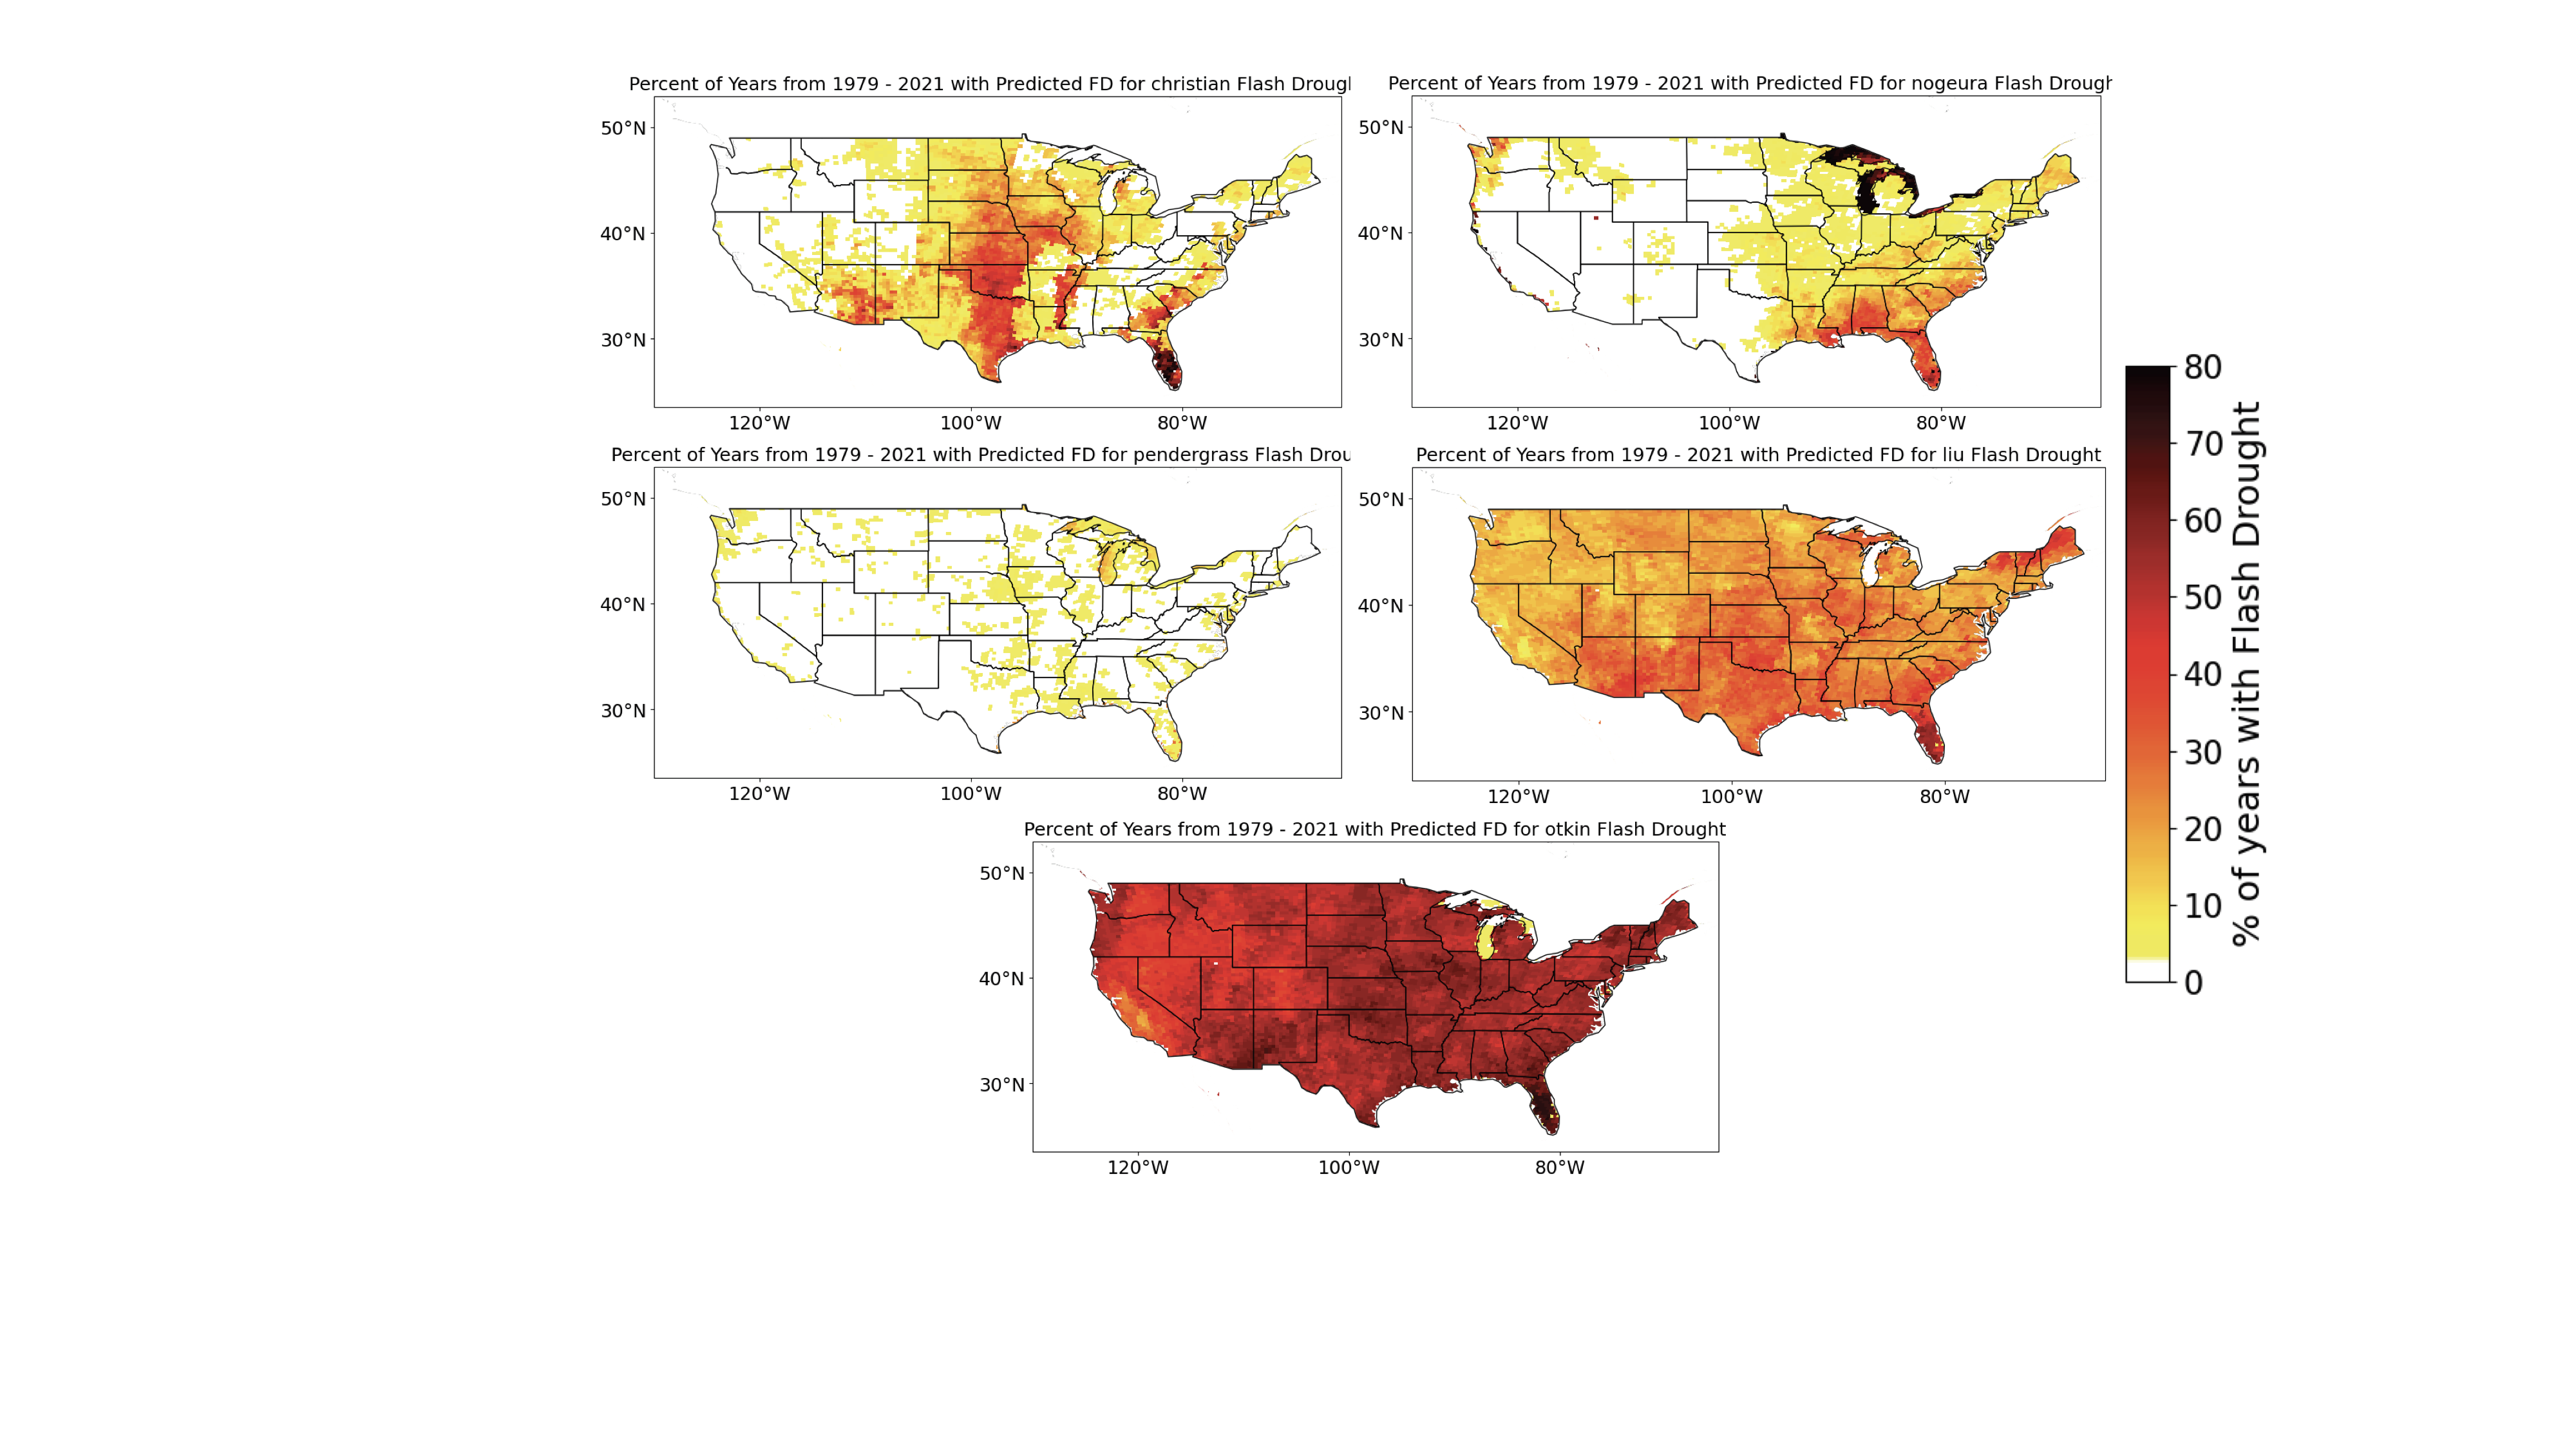 Percent of Years from 1979 - 2021 with Predicted FD for christian Flash
Percent of Years from 1979 - 2021 with Predicted FD for nogeura Flash
50°N
40°N
30°N
120°W 100°W 80°W
50°N
40°N
30°N
120°W 100°W 80°W
Percent of Years from 1979 - 2021 with Predicted FD for pendergrass Flash
Percent of Years from 1979 - 2021 with Predicted FD for liu Flash Drought
50°N
40°N
30°N
120°W 100°W 80°W
50°N
40°N
30°N
120°W 100°W 80°W
Percent of Years from 1979 - 2021 with Predicted FD for otkin Flash Drought
50°N
40°N
30°N
120°W 100°W 80°W
80
70
60
50
40
30
20
10
0
% of years with Flash Drought